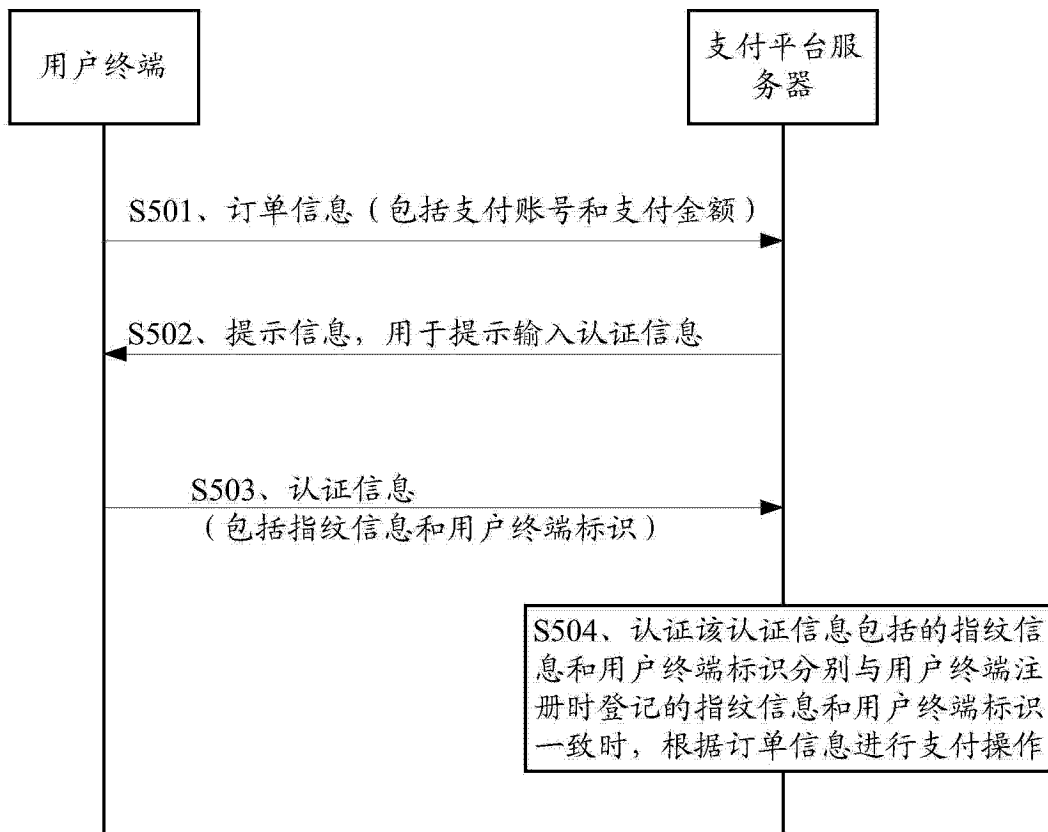 用户终端
支付平台服
务器
S501、订单信息（包括支付账号和支付金额）
S502、提示信息，用于提示输入认证信息
S503、认证信息
（包括指纹信息和用户终端标识）
S504、认证该认证信息包括的指纹信
息和用户终端标识分别与用户终端注
册时登记的指纹信息和用户终端标识
一致时，根据订单信息进行支付操作